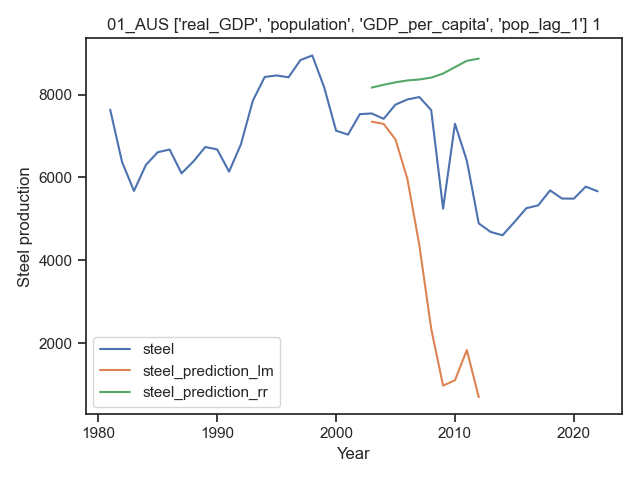 01_AUS ['real_GDP', 'population', 'GDP_per_capita', 'pop_lag_1'] 1
8000
6000
4000
2000
Steel production
steel
steel_prediction_lm
steel_prediction_rr
1980 1990 2000 2010 2020
Year